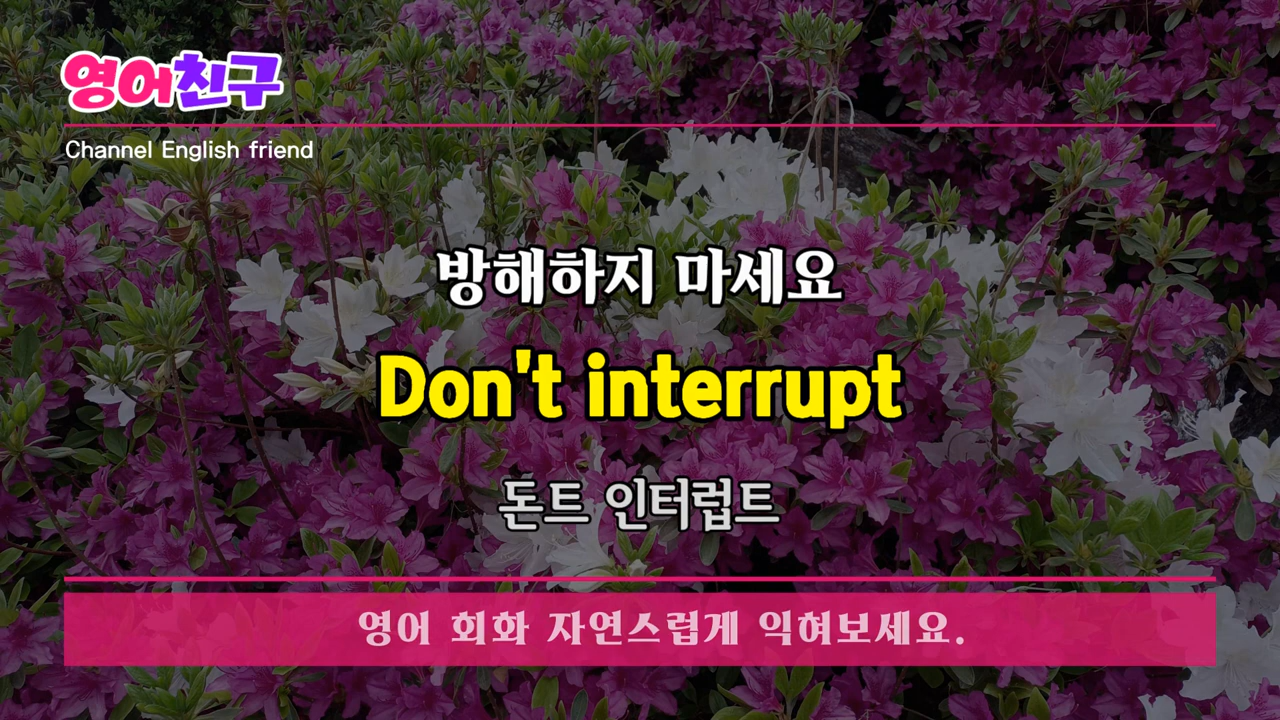 영어친구
Channel English friend
방해하지 마세요
Don't interrupt
돈트 인터럽트
영어 회화 자연스럽게 익혀보세요.